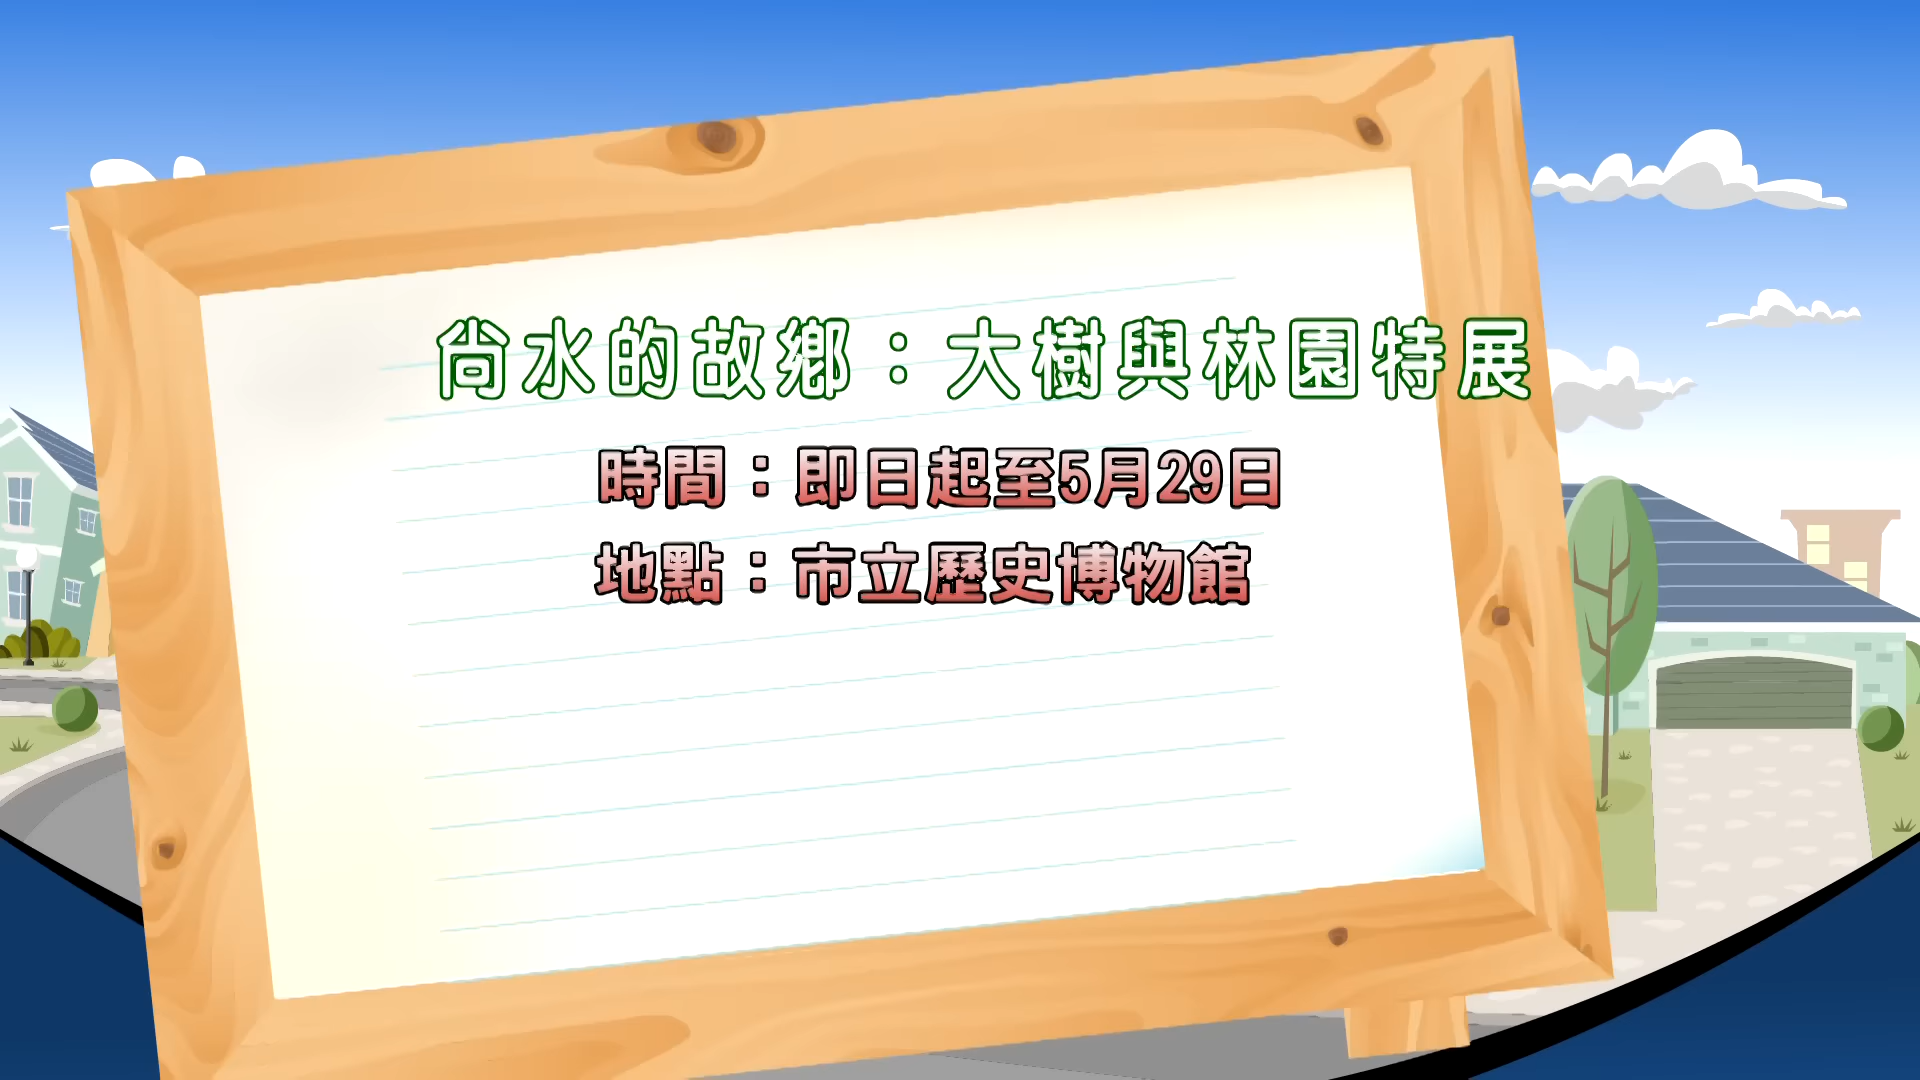 尙水的故鄉：大樹與林園特展
時間：即日起至5月29日
地點：市立歷史博物館